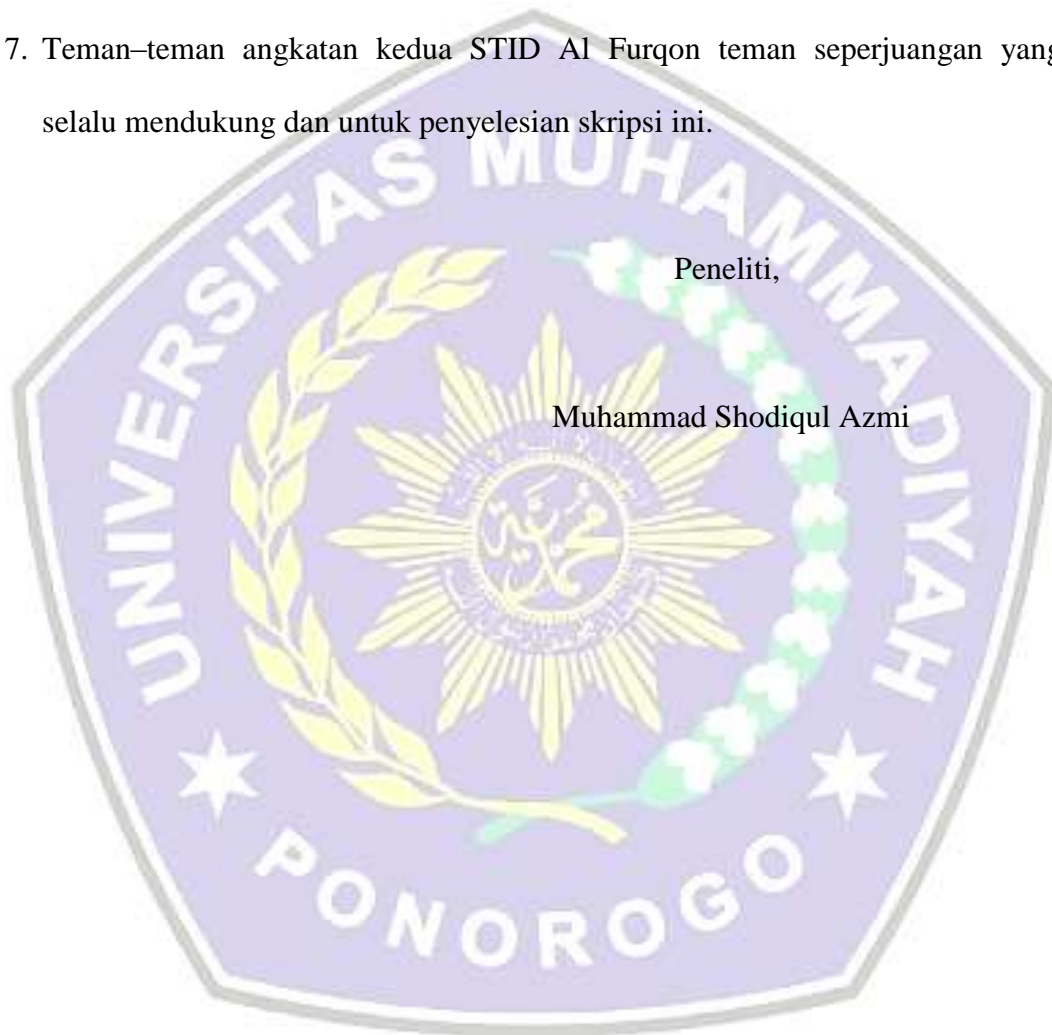 7. Teman–teman angkatan kedua STID Al Furqon teman seperjuangan yang
selalu mendukung dan untuk penyelesian skripsi ini.
UNIVERSITAS MUHAMMADIYAH
Peneliti,
Muhammad Shodiqul Azmi
PONOROGO